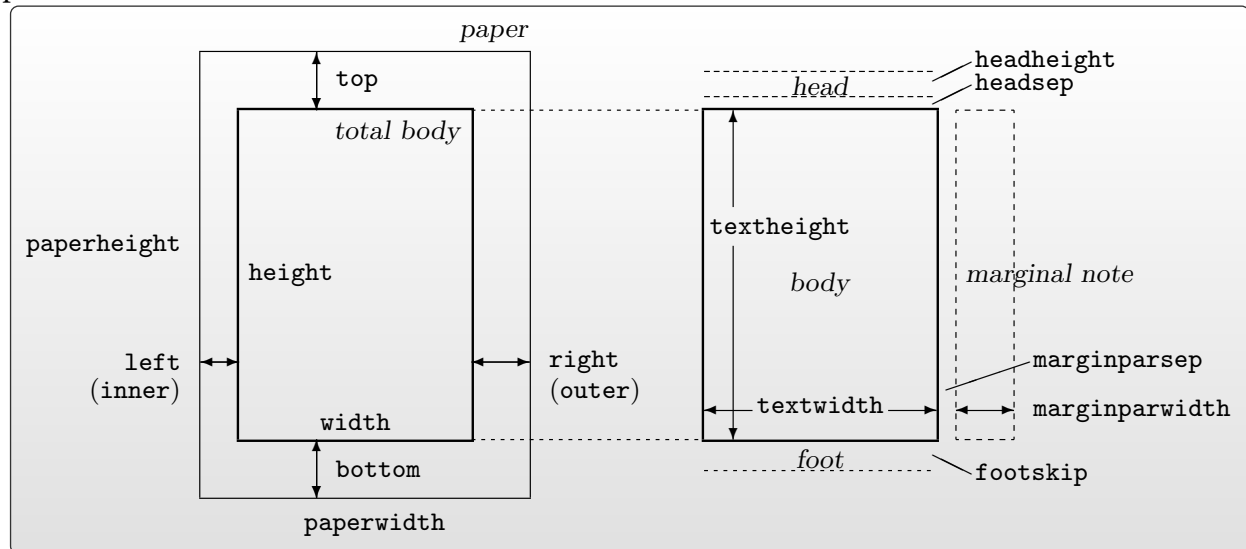 paper
top
total body
paperheight
height
left
(inner)
right
(outer)
width
bottom
paperwidth
headheight
head
headsep
textheight
body
marginal note
marginparsep
textwidth
marginparwidth
foot
footskip